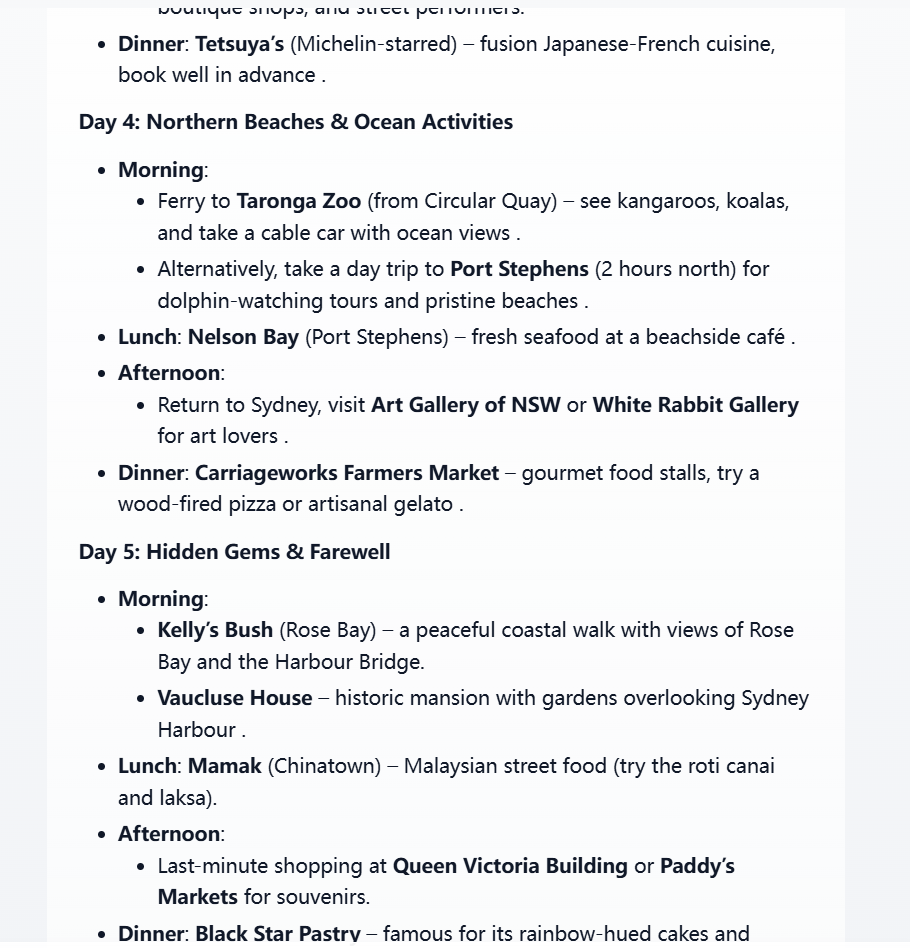 boutique shops, and street performers.
• Dinner: Tetsuya’s (Michelin-starred) – fusion Japanese-French cuisine,
book well in advance .
Day 4: Northern Beaches & Ocean Activities
• Morning:
• Ferry to Taronga Zoo (from Circular Quay) – see kangaroos, koalas,
and take a cable car with ocean views .
• Alternatively, take a day trip to Port Stephens (2 hours north) for
dolphin-watching tours and pristine beaches .
• Lunch: Nelson Bay (Port Stephens) – fresh seafood at a beachside café .
• Afternoon:
• Return to Sydney, visit Art Gallery of NSW or White Rabbit Gallery
for art lovers .
• Dinner: Carriageworks Farmers Market – gourmet food stalls, try a
wood-fired pizza or artisanal gelato .
Day 5: Hidden Gems & Farewell
• Morning:
• Kelly’s Bush (Rose Bay) – a peaceful coastal walk with views of Rose
Bay and the Harbour Bridge.
• Vaucluse House – historic mansion with gardens overlooking Sydney
Harbour .
• Lunch: Mamak (Chinatown) – Malaysian street food (try the roti canai
and laksa).
• Afternoon:
• Last-minute shopping at Queen Victoria Building or Paddy’s
Markets for souvenirs.
• Dinner: Black Star Pastry – famous for its rainbow-hued cakes and